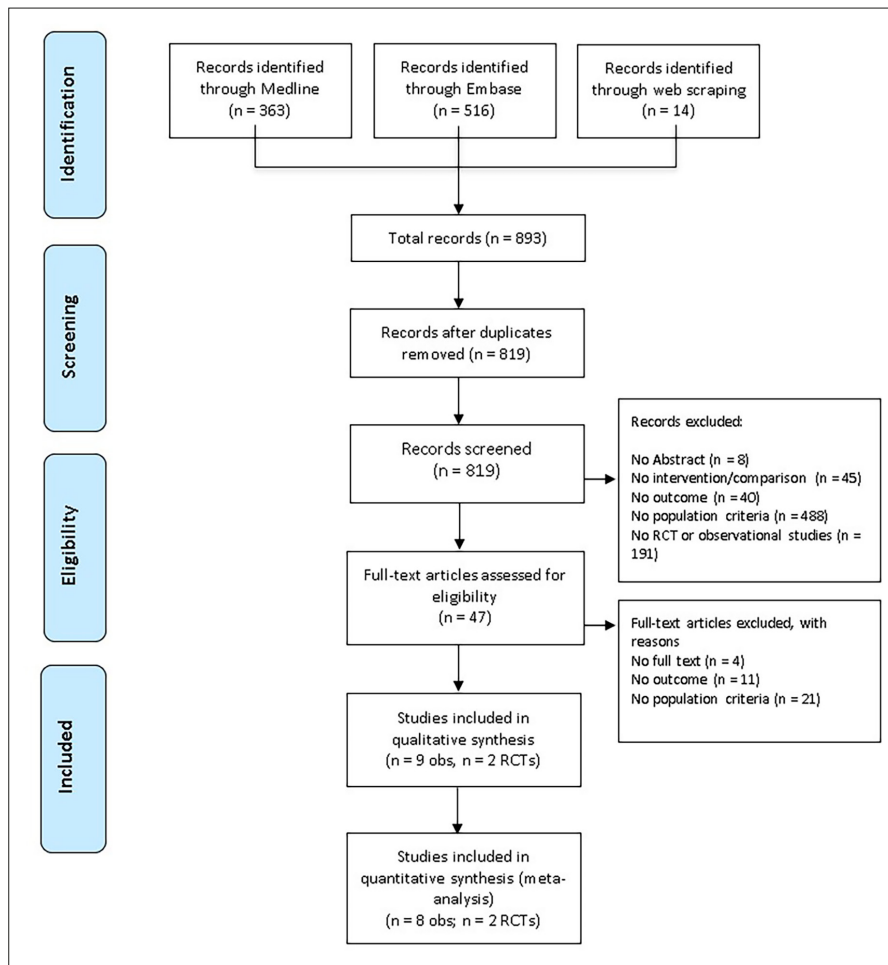 Identification
Records identified
through Medline
(n = 363)
Records identified
through Embase
(n = 516)
Records identified
through web scraping
(n = 14)
Total records (n = 893)
Screening
Records after duplicates
removed (n = 819)
Records screened
(n = 819)
Records excluded:
No Abstract (n = 8)
No intervention/comparison (n = 45)
No outcome (n = 40)
No population criteria (n = 488)
No RCT or observational studies (n =
191)
Eligibility
Full-text articles assessed for
eligibility
(n = 47)
Full-text articles excluded, with
reasons
No full text (n = 4)
No outcome (n = 11)
No population criteria (n = 21)
Included
Studies included in
qualitative synthesis
(n = 9 obs, n = 2 RCTs)
Studies included in
quantitative synthesis (meta-
analysis)
(n = 8 obs; n = 2 RCTs)